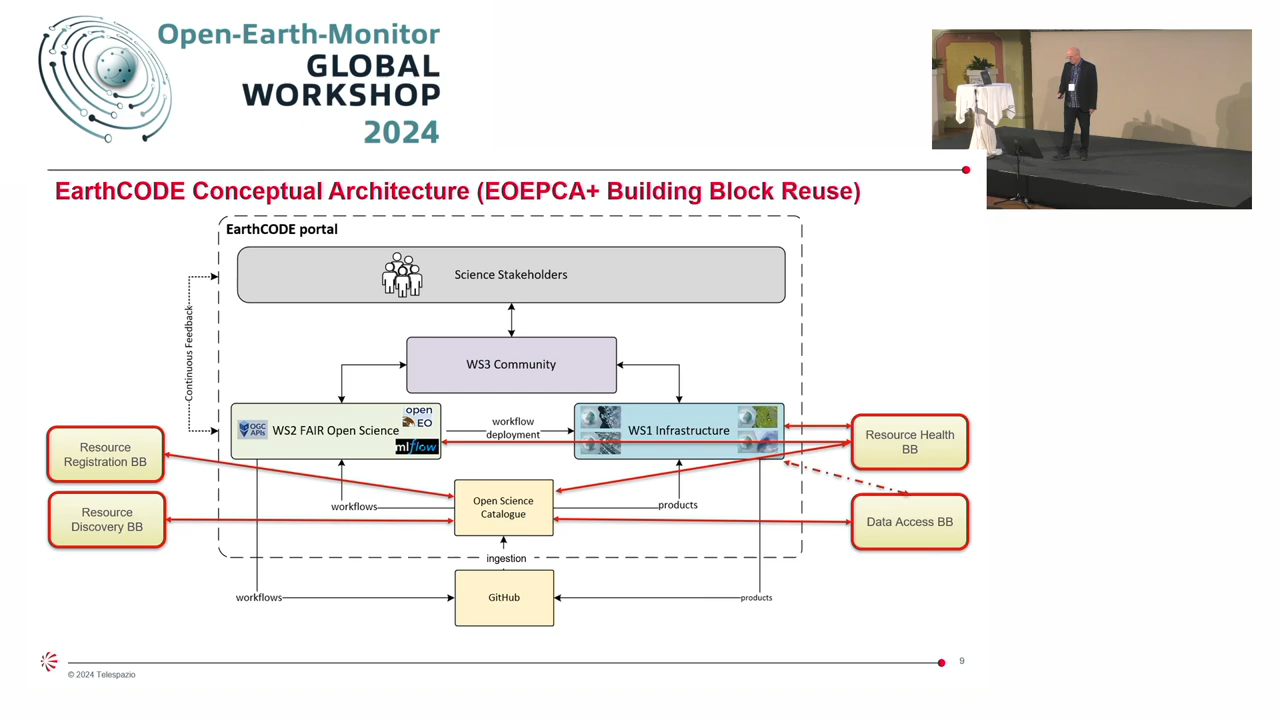 Open-Earth-Monitor
GLOBAL
WORKSHOP
2024
EarthCODE Conceptual Architecture (EOEPCA+ Building Block Reuse)
EarthCODE portal
Science Stakeholders
Continuous Feedback
WS3 Community
OGC
APIs
WS2 FAIR Open Science
open
EO
mlflow
workflow
deployment
WS1 Infrastructure
Resource
Registration BB
Resource Health
BB
Resource
Discovery BB
Open Science
Catalogue
workflows
products
Data Access BB
ingestion
workflows
GitHub
products
9
© 2024 Telespazio